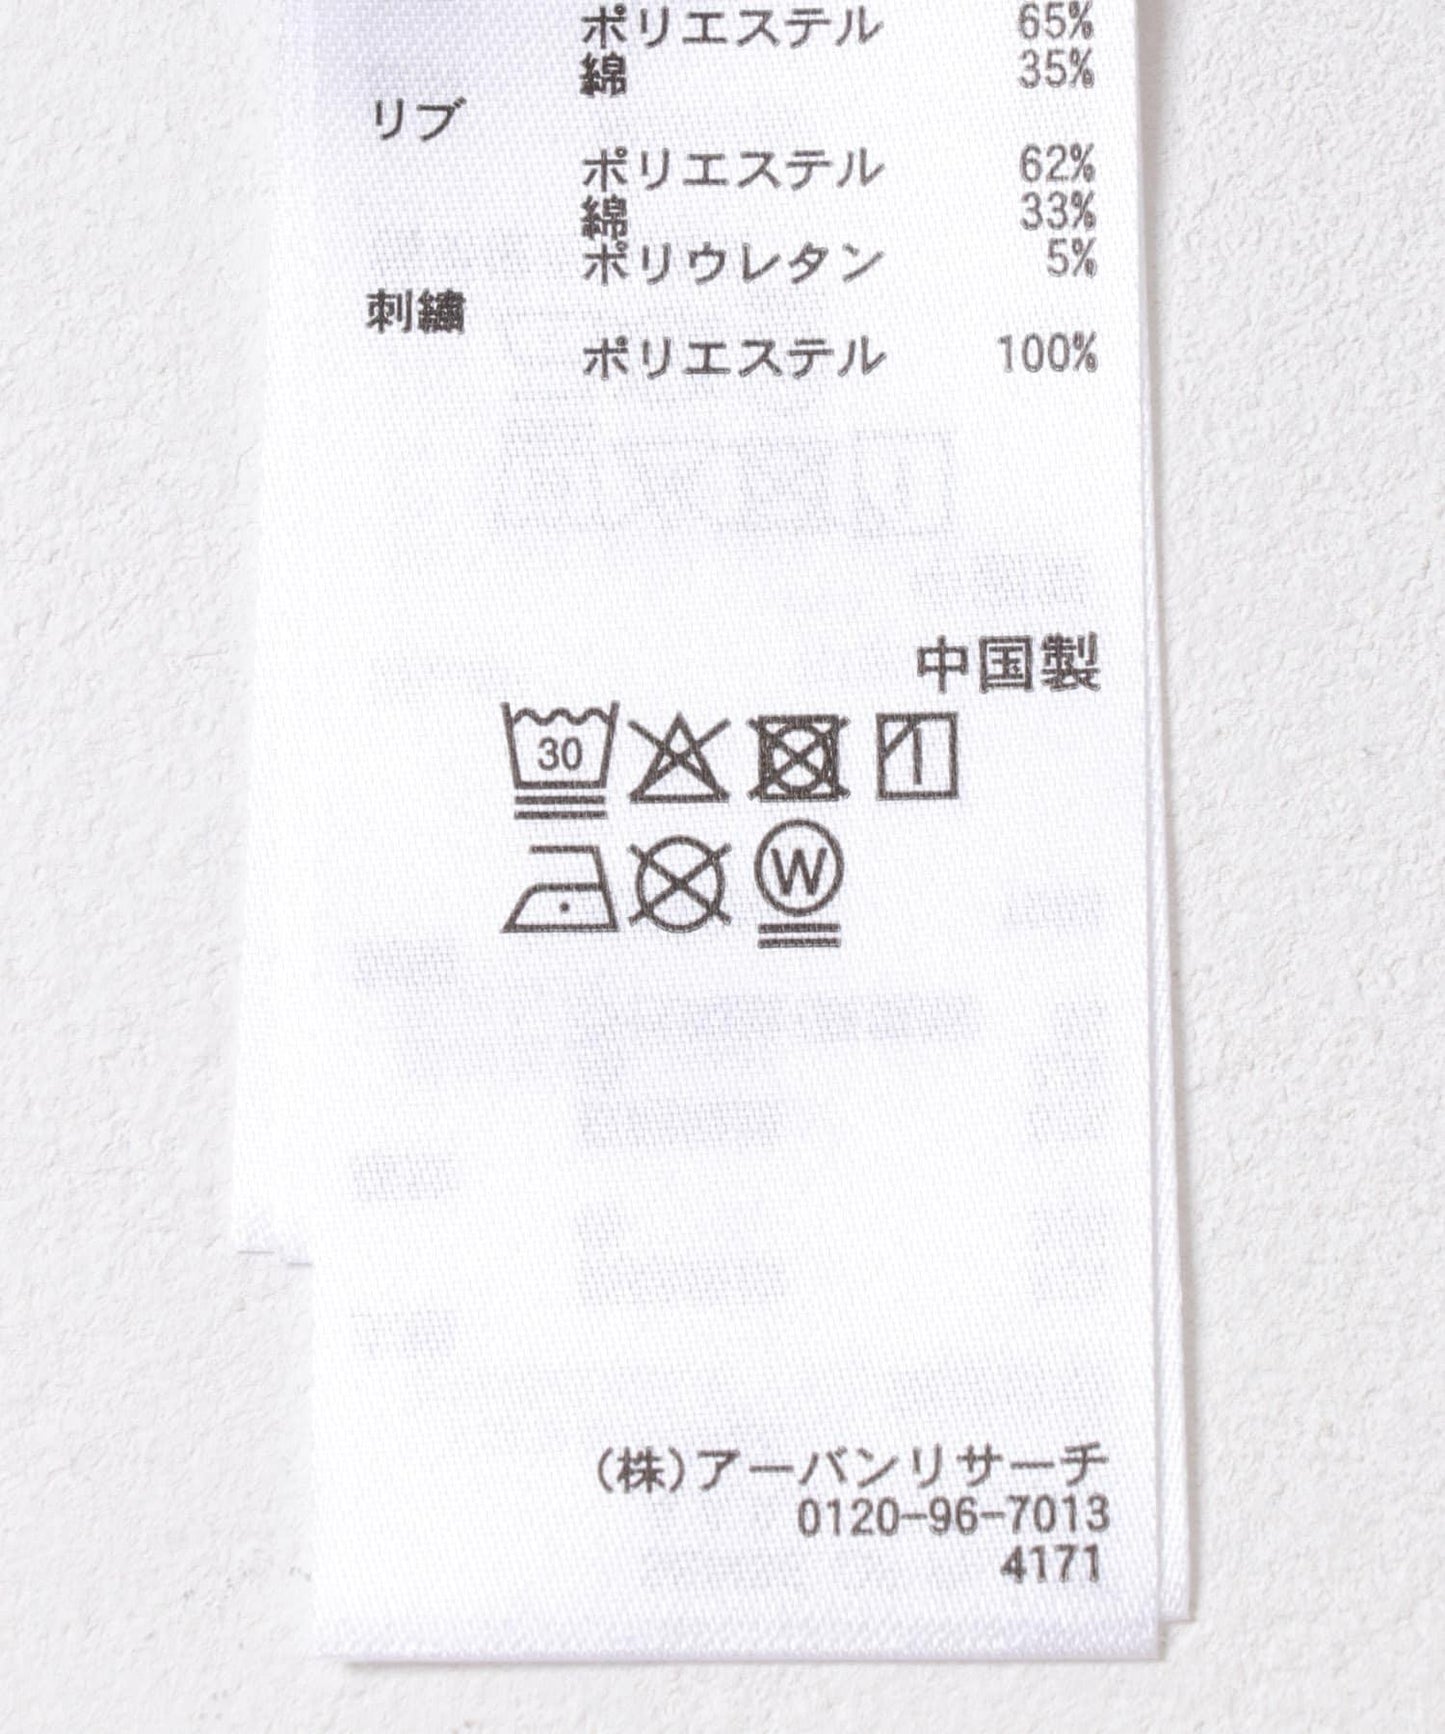 ポリエステル 65%
綿 35%
リブ
ポリエステル 62%
綿 33%
ポリウレタン 5%
刺繍
ポリエステル 100%
中国製
30
W
(株)アーバンリサーチ
0120-96-7013
4171